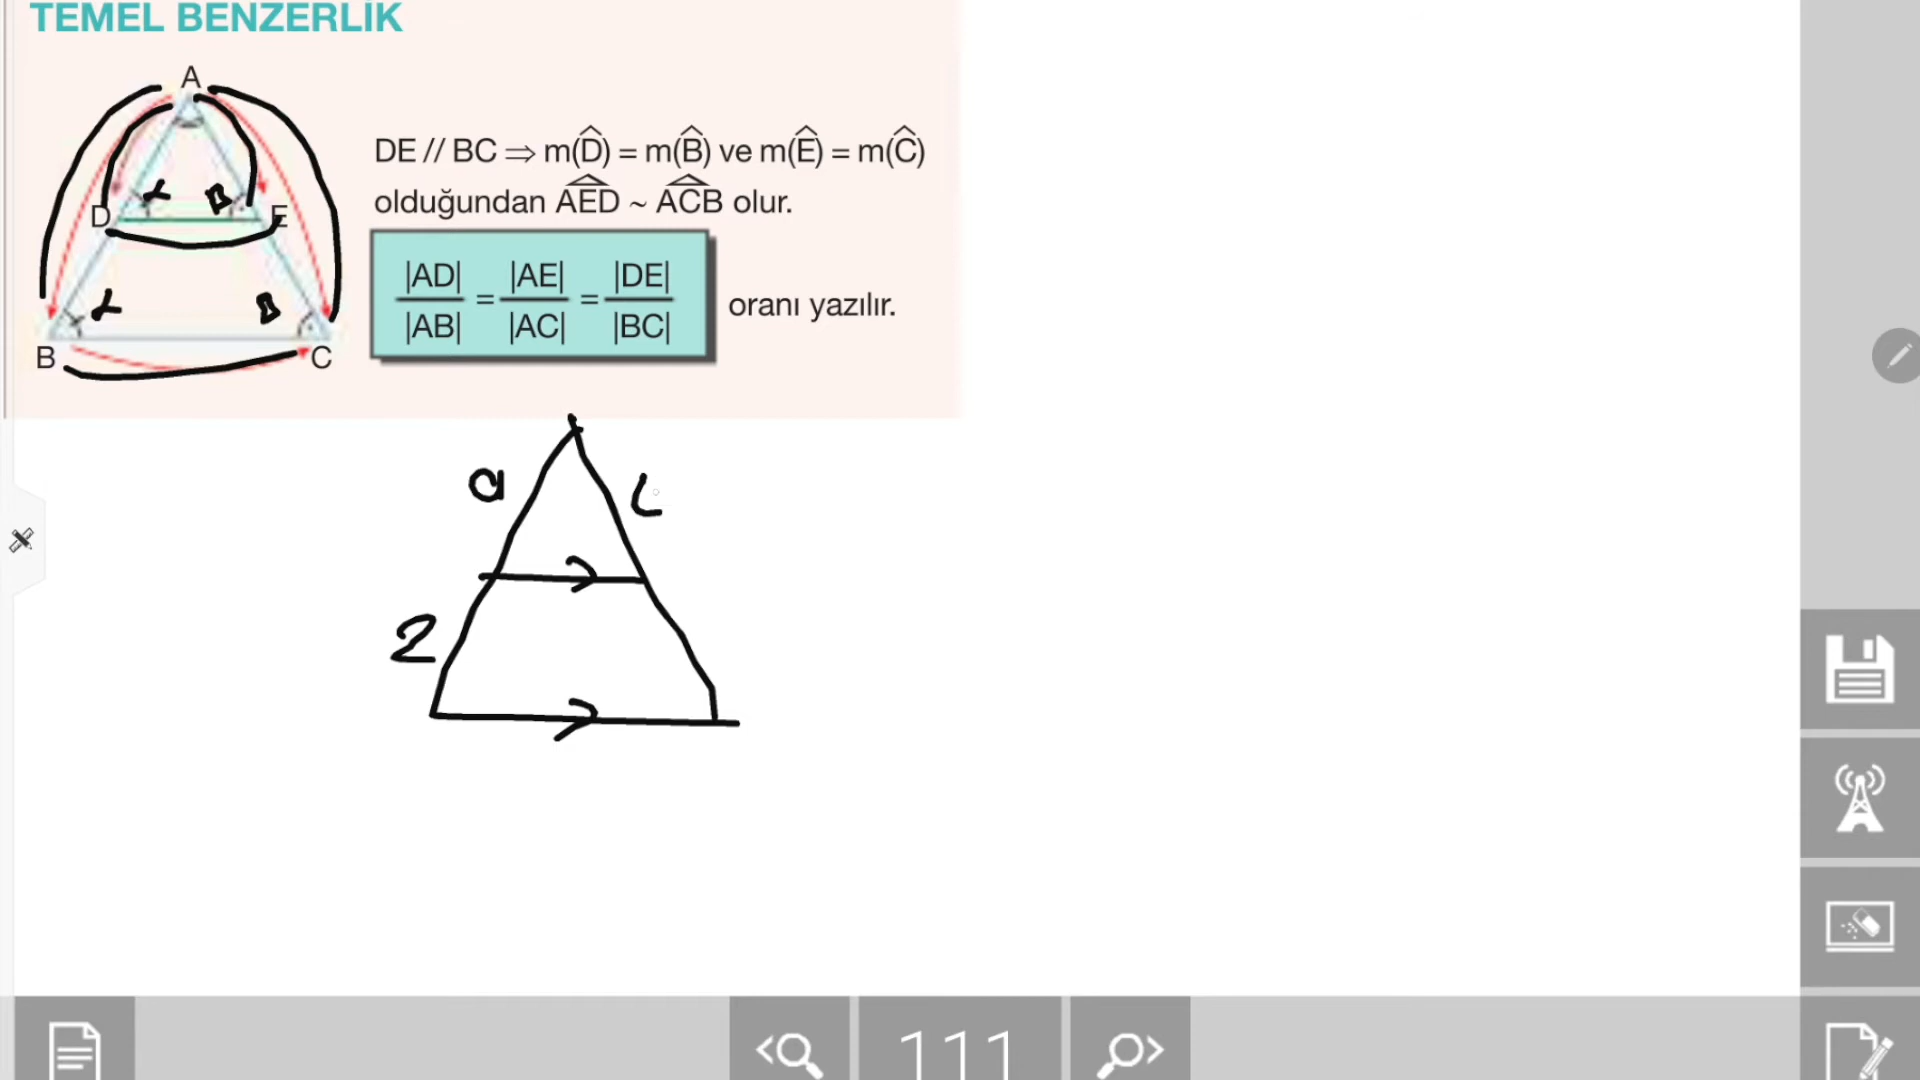 TEMEL BENZERLİK
A
DE // BC ⇒ m(D̂) = m(B̂) ve m(Ê) = m(Ĉ)
olduğundan AED ~ ACB olur.
D E
|AD|/|AB| = |AE|/|AC| = |DE|/|BC| oranı yazılır.
B C
a
2
111